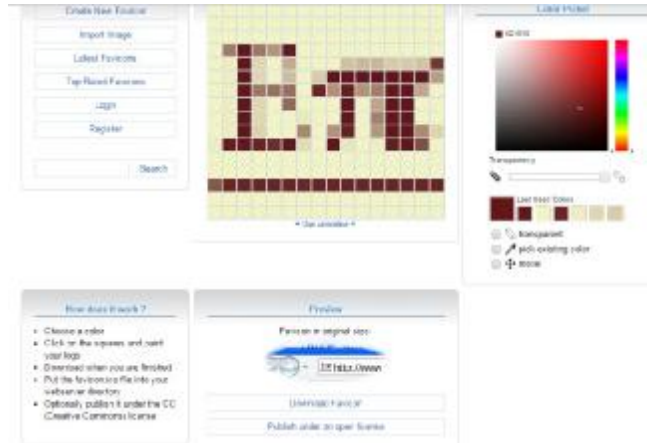 Create New Favicon
Import Image
Latest Favicons
Top Rated Favicons
Login
Register
Search
Eπ
Color Picker
Transparency
Last Used Colors
transparent
pick existing color
move
How does it work ?
• Choose a color
• Click on the squares and paint
your logo
• Download when you are finished
• Put the favicon.ico file into your
webserver directory
• Optionally publish it under the CC
(Creative Commons) license
Preview
Favicon in original size:
http://www
Download Favicon
Publish under an open license